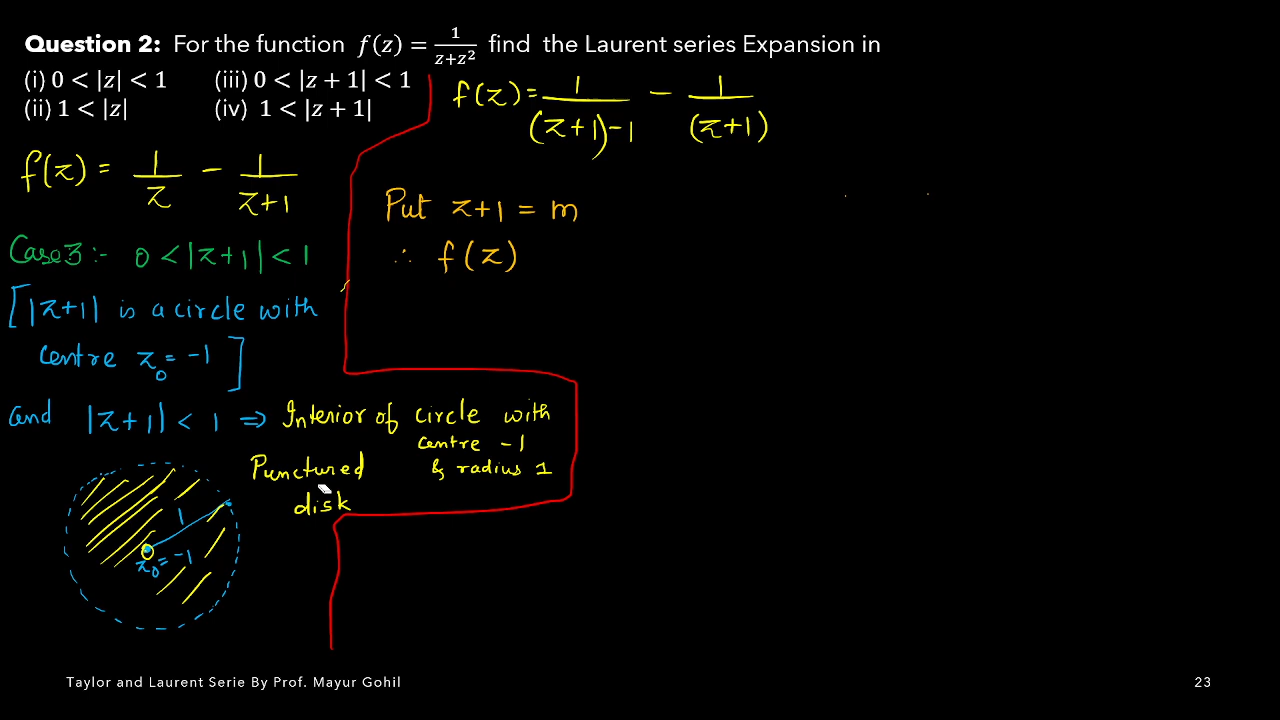 Question 2: For the function f(z) = 1/(z+z²) find the Laurent series Expansion in
(i) 0 < |z| < 1 (iii) 0 < |z + 1| < 1
(ii) 1 < |z| (iv) 1 < |z + 1|
f(z) = 1/z - 1/(z+1)
Case 3 :- 0 < |z+1| < 1
[|z+1| is a circle with
centre z₀ = -1]
and |z+1| < 1 ⇒ Interior of circle with
centre -1
& radius 1
Punctured
disk
1
z₀ = -1
f(z) = 1/((z+1)-1) - 1/(z+1)
Put z+1 = m
∴ f(z)
Taylor and Laurent Serie By Prof. Mayur Gohil
23